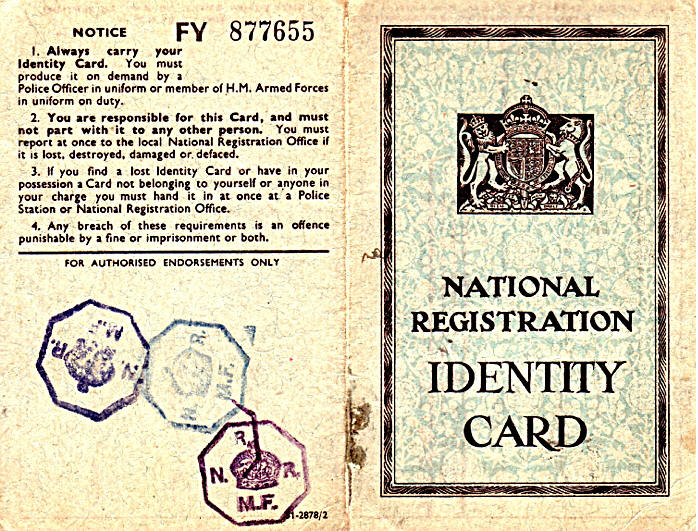 NOTICE FY 877655
1. Always carry your
Identity Card. You must
produce it on demand by a
Police Officer in uniform or member of H.M. Armed Forces
in uniform on duty.
2. You are responsible for this Card, and must
not part with it to any other person. You must
report at once to the local National Registration Office if
it is lost, destroyed, damaged or defaced.
3. If you find a lost Identity Card or have in your
possession a Card not belonging to yourself or anyone in
your charge you must hand it in at once at a Police
Station or National Registration Office.
4. Any breach of these requirements is an offence
punishable by a fine or imprisonment or both.
FOR AUTHORISED ENDORSEMENTS ONLY
R.
N.
M.F.
R.
N.
M.F.
R.
N. R.
M.F.
51-2878/2
NATIONAL
REGISTRATION
IDENTITY
CARD